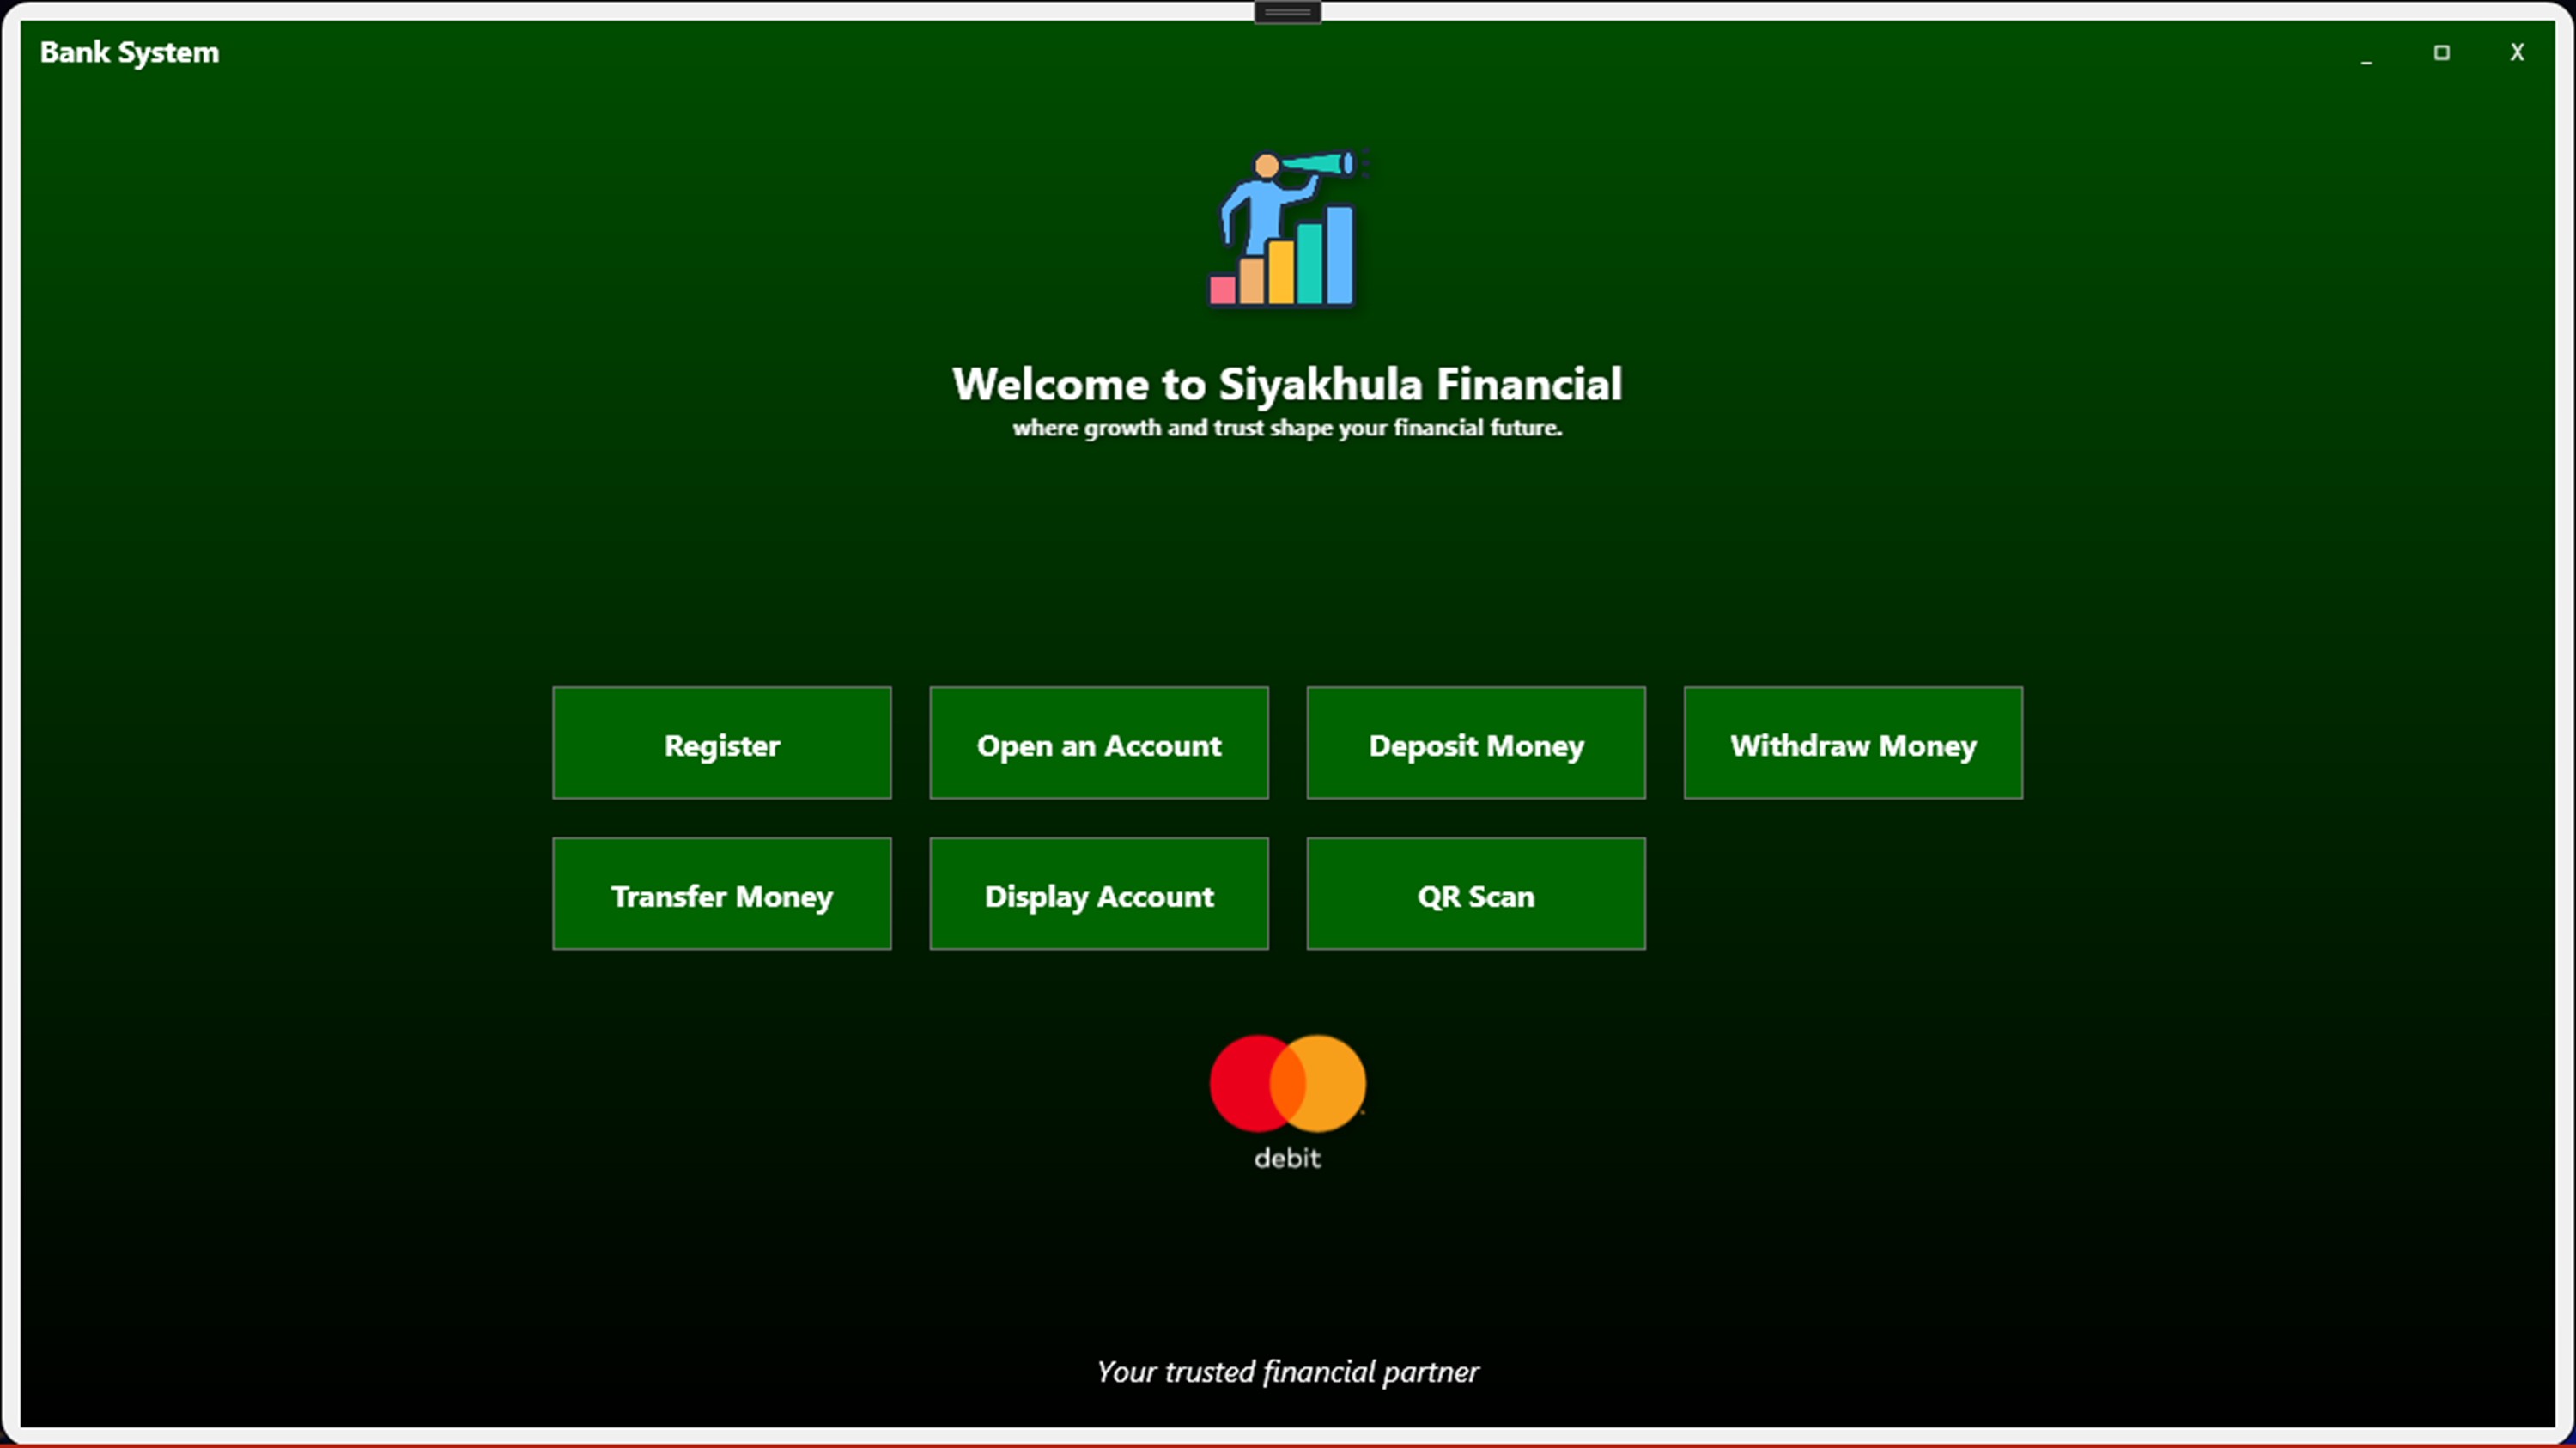 Bank System
_ □ X
Welcome to Siyakhula Financial
where growth and trust shape your financial future.
Register
Open an Account
Deposit Money
Withdraw Money
Transfer Money
Display Account
QR Scan
debit
Your trusted financial partner